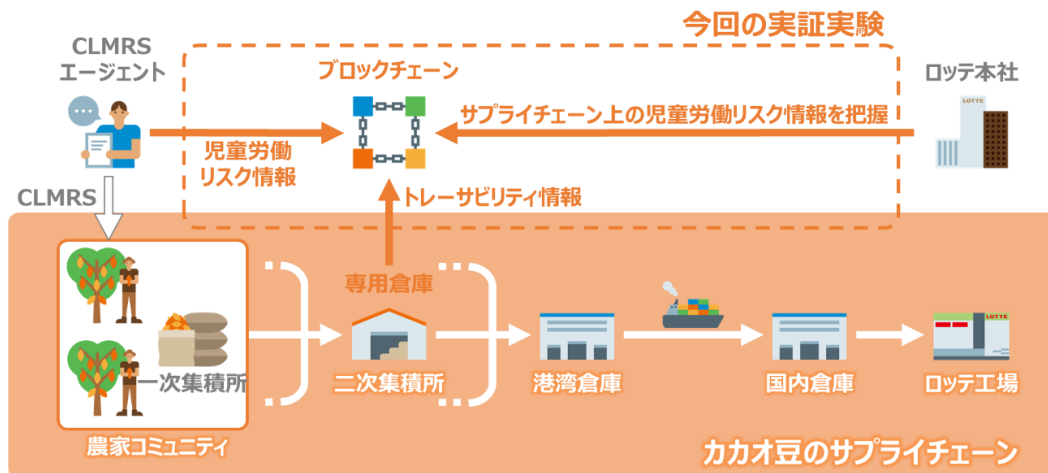 今回の実証実験
CLMRS
エージェント
ブロックチェーン
ロッテ本社
LOTTE
サプライチェーン上の児童労働リスク情報を把握
児童労働
リスク情報
CLMRS
トレーサビリティ情報
専用倉庫
LOTTE
一次集積所
二次集積所
港湾倉庫
国内倉庫
ロッテ工場
農家コミュニティ
カカオ豆のサプライチェーン